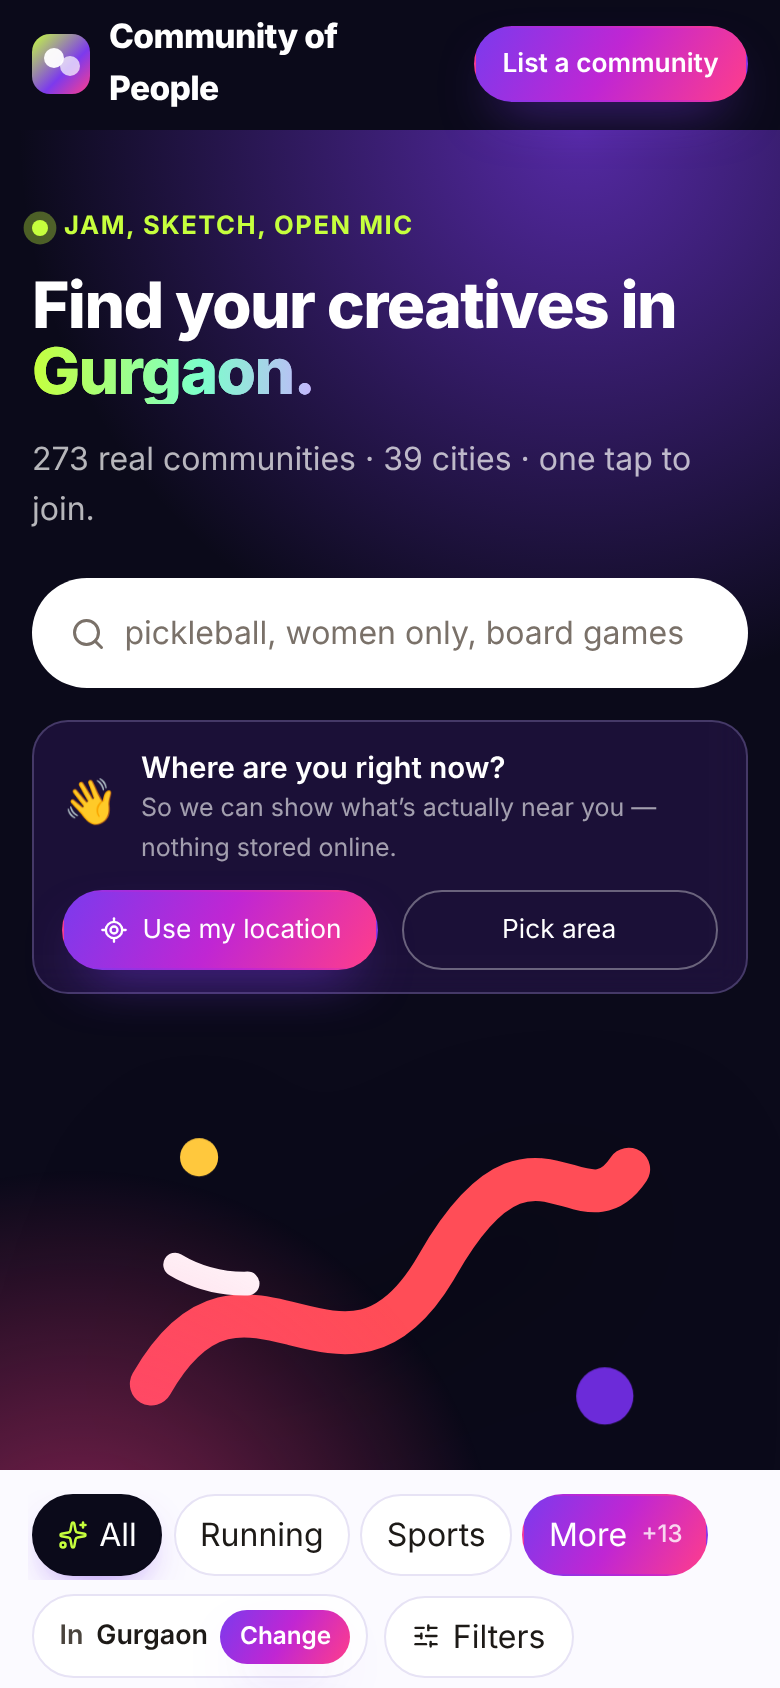 Community of
People
List a community
JAM, SKETCH, OPEN MIC
Find your creatives in
Gurgaon.
273 real communities · 39 cities · one tap to
join.
pickleball, women only, board games
Where are you right now?
So we can show what’s actually near you —
nothing stored online.
Use my location
Pick area
All
Running
Sports
More +13
In Gurgaon Change
Filters